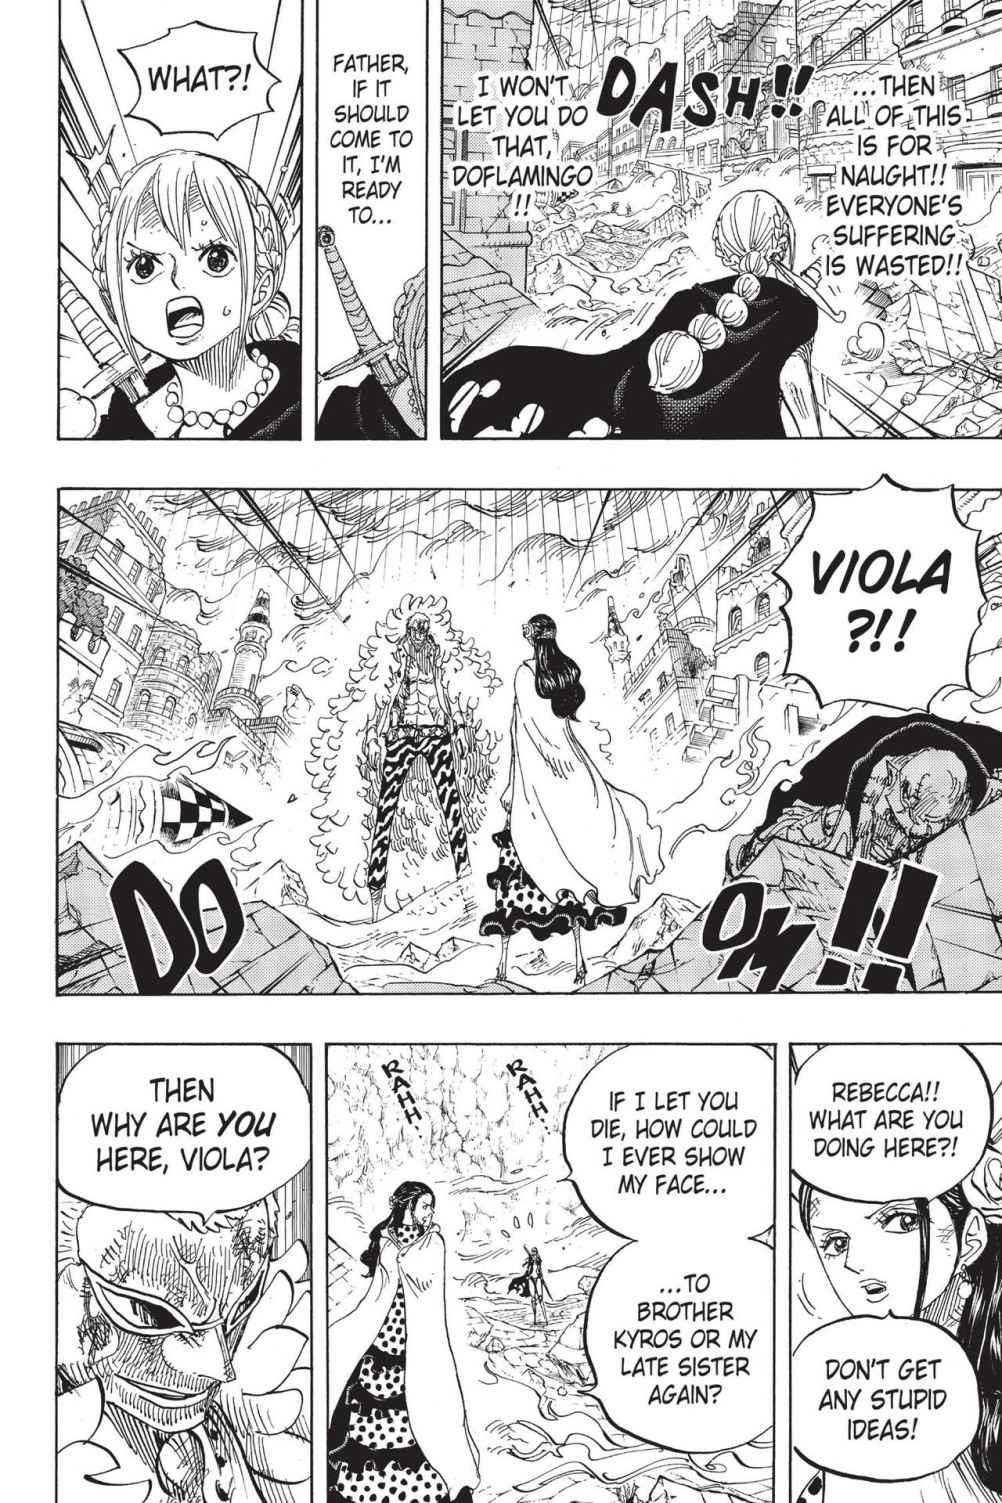 ...THEN
ALL OF THIS
IS FOR
NAUGHT!!
EVERYONE'S
SUFFERING
IS WASTED!!
DASH!!
I WON'T
LET YOU DO
THAT,
DOFLAMINGO
!!
FATHER,
IF IT
SHOULD
COME TO
IT, I'M
READY
TO...
WHAT?!
VIOLA
?!!
DOOM!!
REBECCA!!
WHAT ARE YOU
DOING HERE?!
DON'T GET
ANY STUPID
IDEAS!
IF I LET YOU
DIE, HOW COULD
I EVER SHOW
MY FACE...
...TO
BROTHER
KYROS OR MY
LATE SISTER
AGAIN?
RAHH..
RAHH..
THEN
WHY ARE YOU
HERE, VIOLA?